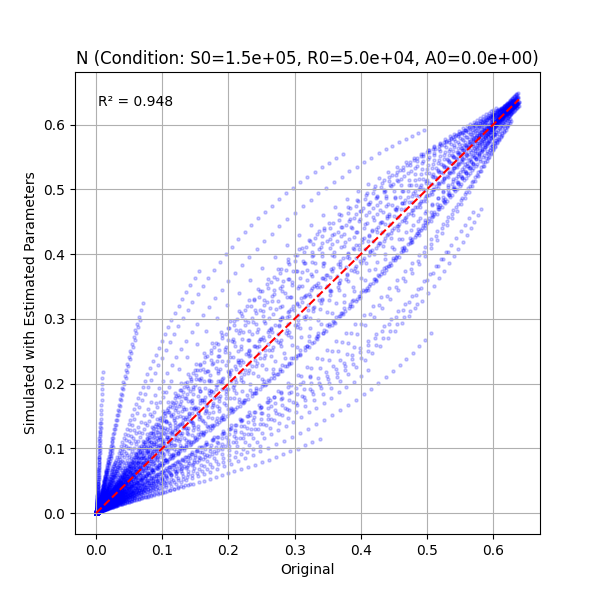 N (Condition: S0=1.5e+05, R0=5.0e+04, A0=0.0e+00)
R² = 0.948
0.6
0.5
0.4
0.3
0.2
0.1
0.0
Simulated with Estimated Parameters
0.0 0.1 0.2 0.3 0.4 0.5 0.6
Original